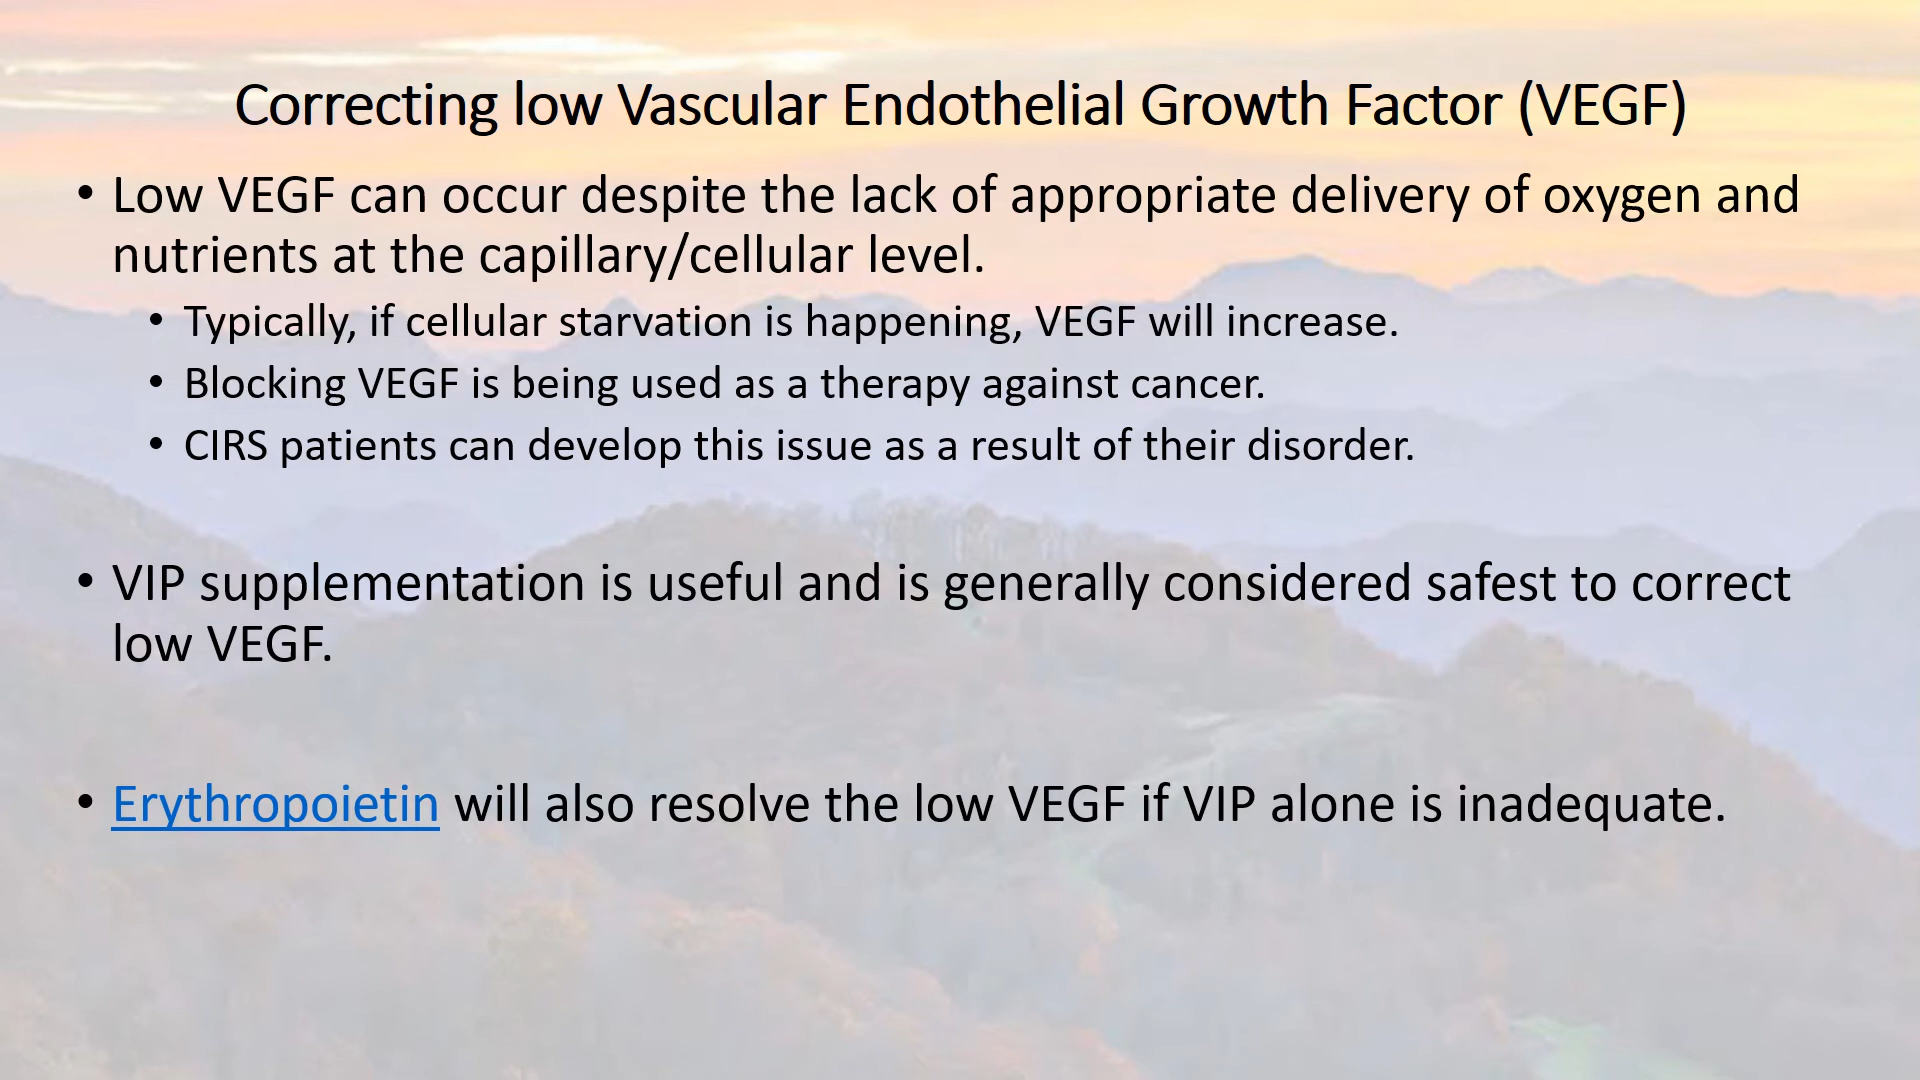 Correcting low Vascular Endothelial Growth Factor (VEGF)
• Low VEGF can occur despite the lack of appropriate delivery of oxygen and
nutrients at the capillary/cellular level.
• Typically, if cellular starvation is happening, VEGF will increase.
• Blocking VEGF is being used as a therapy against cancer.
• CIRS patients can develop this issue as a result of their disorder.
• VIP supplementation is useful and is generally considered safest to correct
low VEGF.
• Erythropoietin will also resolve the low VEGF if VIP alone is inadequate.